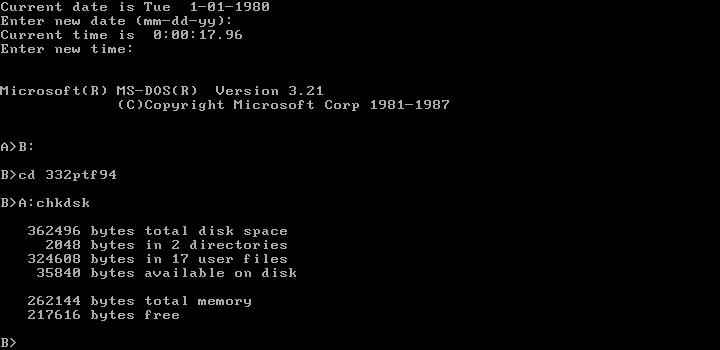 Current date is Tue  1-01-1980
Enter new date (mm-dd-yy):
Current time is  0:00:17.96
Enter new time:
Microsoft(R) MS-DOS(R)  Version 3.21
             (C)Copyright Microsoft Corp 1981-1987
A>B:
B>cd 332ptf94
B>A:chkdsk
   362496 bytes total disk space
     2048 bytes in 2 directories
   324608 bytes in 17 user files
    35840 bytes available on disk
   262144 bytes total memory
   217616 bytes free
B>